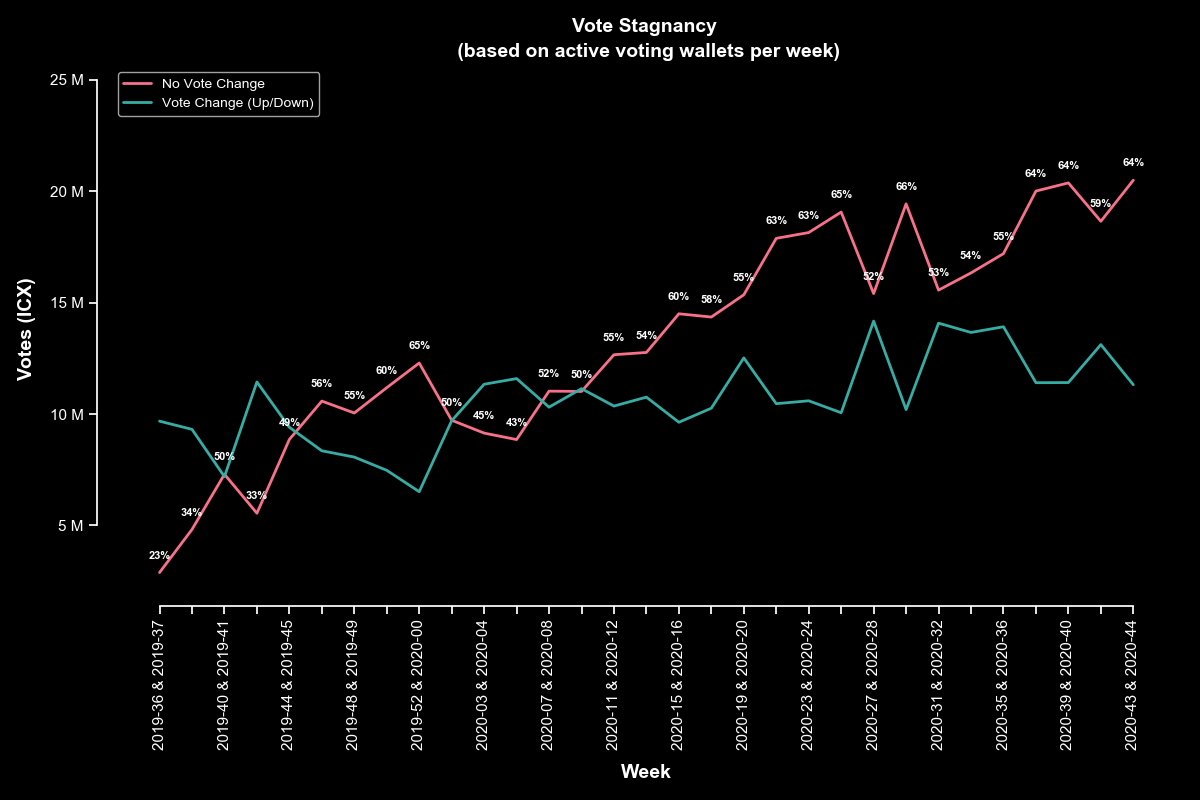 Vote Stagnancy
(based on active voting wallets per week)
No Vote Change
Vote Change (Up/Down)
Votes (ICX)
25 M
20 M
15 M
10 M
5 M
23%
34%
50%
33%
49%
56%
55%
60%
65%
50%
45%
43%
52%
50%
55%
54%
60%
58%
55%
63%
63%
65%
52%
66%
53%
54%
55%
64%
64%
59%
64%
2019-36 & 2019-37
2019-40 & 2019-41
2019-44 & 2019-45
2019-48 & 2019-49
2019-52 & 2020-00
2020-03 & 2020-04
2020-07 & 2020-08
2020-11 & 2020-12
2020-15 & 2020-16
2020-19 & 2020-20
2020-23 & 2020-24
2020-27 & 2020-28
2020-31 & 2020-32
2020-35 & 2020-36
2020-39 & 2020-40
2020-43 & 2020-44
Week